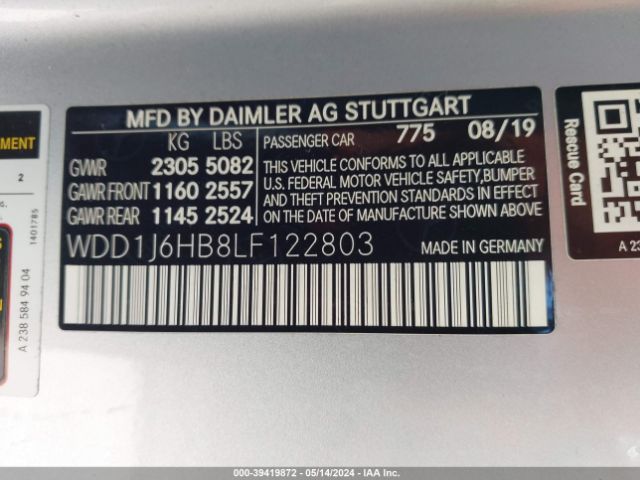 MFD BY DAIMLER AG STUTTGART
KG LBS
GVWR 2305 5082
GAWR FRONT 1160 2557
GAWR REAR 1145 2524
PASSENGER CAR 775 08/19
THIS VEHICLE CONFORMS TO ALL APPLICABLE
U.S. FEDERAL MOTOR VEHICLE SAFETY, BUMPER
AND THEFT PREVENTION STANDARDS IN EFFECT
ON THE DATE OF MANUFACTURE SHOWN ABOVE.
WDD1J6HB8LF122803
MADE IN GERMANY
2
1401785
A 238 584 94 04
Rescue Card
000-39419872 - 05/14/2024 - IAA Inc.